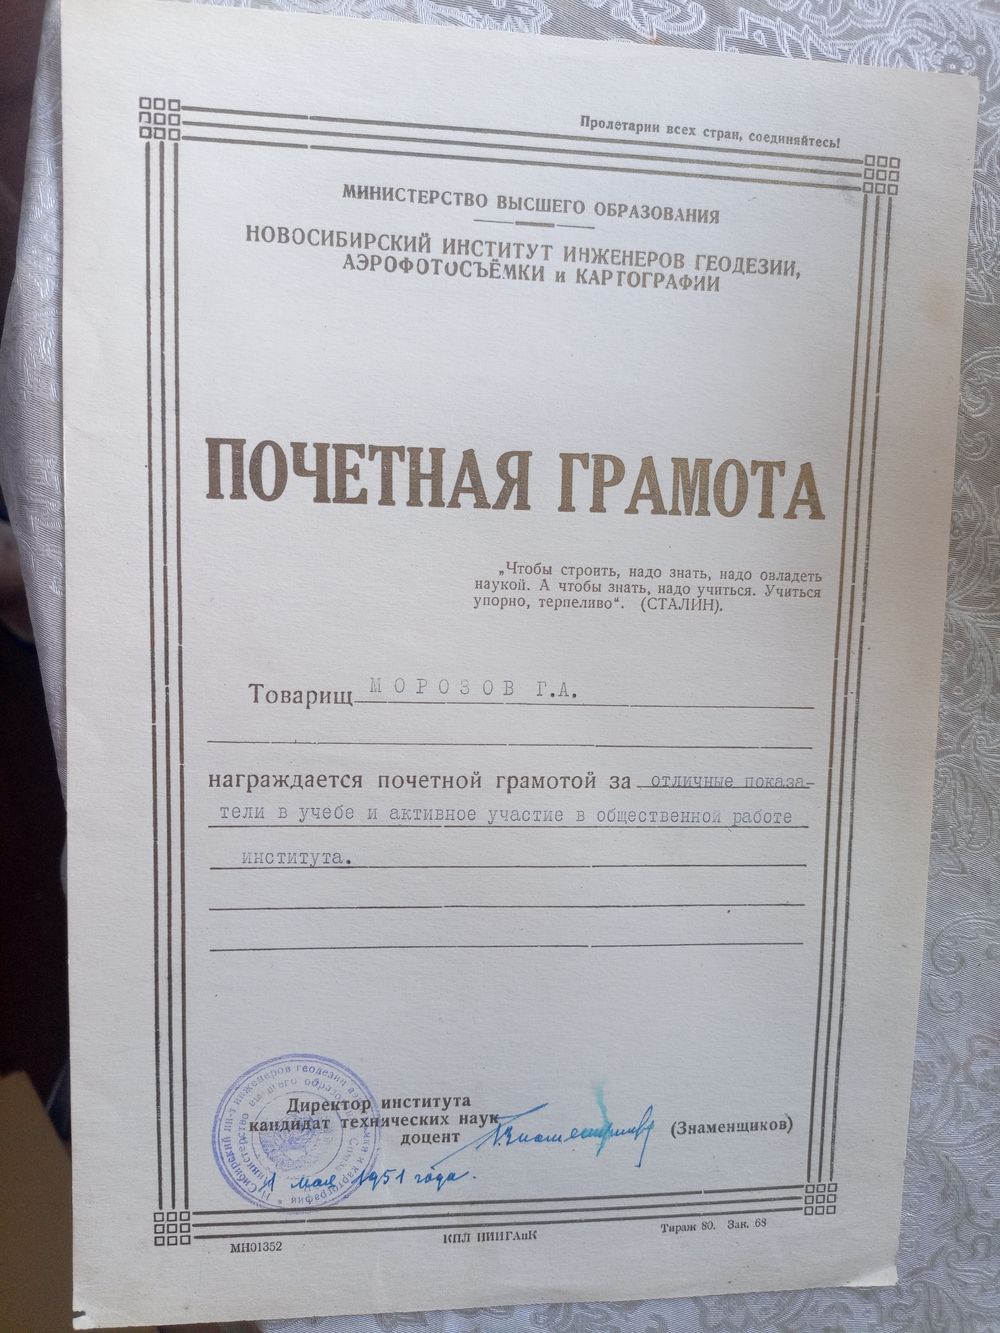 Пролетарии всех стран, соединяйтесь!
МИНИСТЕРСТВО ВЫСШЕГО ОБРАЗОВАНИЯ
НОВОСИБИРСКИЙ ИНСТИТУТ ИНЖЕНЕРОВ ГЕОДЕЗИИ,
АЭРОФОТОСЪЁМКИ и КАРТОГРАФИИ
ПОЧЕТНАЯ ГРАМОТА
„Чтобы строить, надо знать, надо овладеть
наукой. А чтобы знать, надо учиться. Учиться
упорно, терпеливо“. (СТАЛИН).
Товарищ МОРОЗОВ Г.А.
награждается почетной грамотой за отличные показа-
тели в учебе и активное участие в общественной работе
института.
Директор института
кандидат технических наук
доцент
(Знаменщиков)
1 мая 1951 года.
МН01352
КПЛ НИИГАиК
Тираж 80. Зак. 68